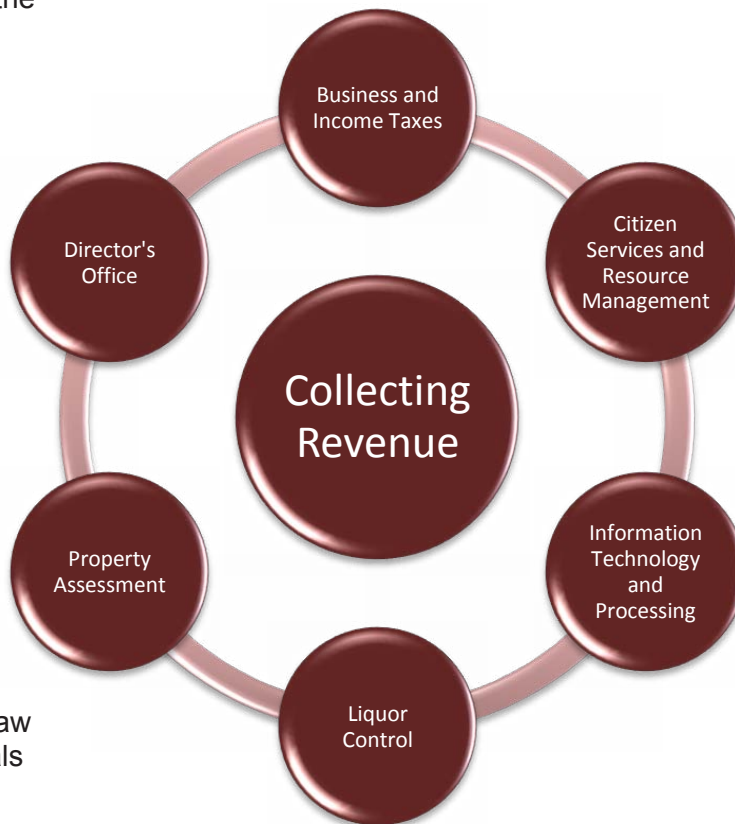 the
Business and
Income Taxes
Citizen
Services and
Resource
Management
Information
Technology
and
Processing
Liquor
Control
Property
Assessment
Director's
Office
Collecting
Revenue